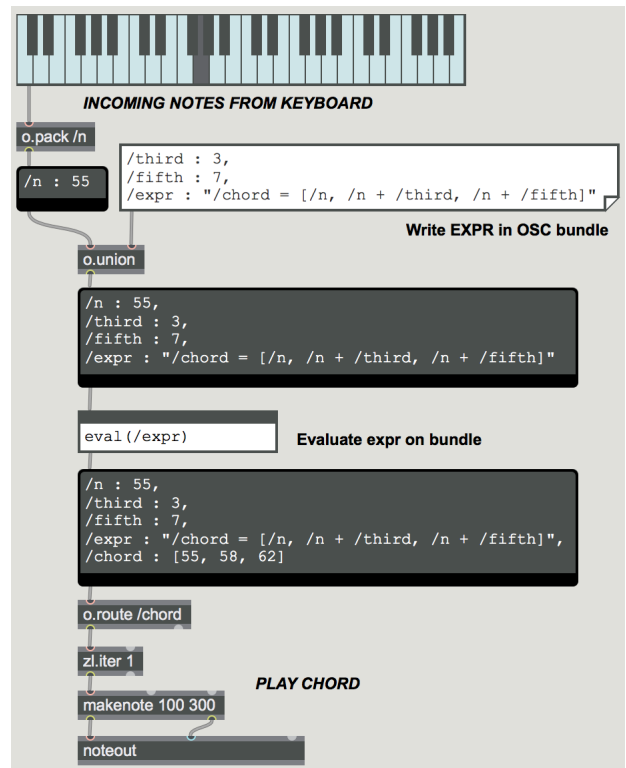 INCOMING NOTES FROM KEYBOARD
o.pack /n
/n : 55
/third : 3,
/fifth : 7,
/expr : "/chord = [/n, /n + /third, /n + /fifth]"
Write EXPR in OSC bundle
o.union
/n : 55,
/third : 3,
/fifth : 7,
/expr : "/chord = [/n, /n + /third, /n + /fifth]"
eval(/expr)
Evaluate expr on bundle
/n : 55,
/third : 3,
/fifth : 7,
/expr : "/chord = [/n, /n + /third, /n + /fifth]",
/chord : [55, 58, 62]
o.route /chord
zl.iter 1
PLAY CHORD
makenote 100 300
noteout